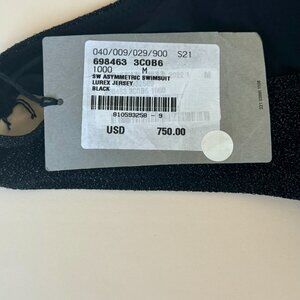 040/009/029/900 S21
698463 3C0B6
1000 M
SW ASYMMETRIC SWIMSUIT
LUREX JERSEY
BLACK
810593258 - 9
USD 750.00